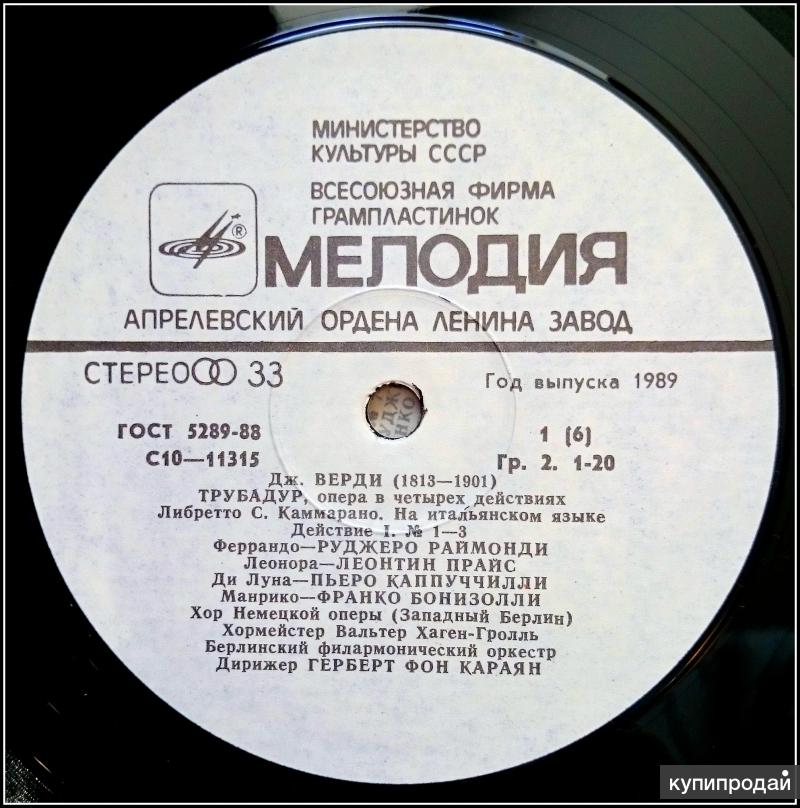 МИНИСТЕРСТВО
КУЛЬТУРЫ СССР
ВСЕСОЮЗНАЯ ФИРМА
ГРАМПЛАСТИНОК
®
МЕЛОДИЯ
АПРЕЛЕВСКИЙ ОРДЕНА ЛЕНИНА ЗАВОД
СТЕРЕО 33
Год выпуска 1989
ГОСТ 5289-88
1 (6)
С10—11315
Гр. 2. 1-20
Дж. ВЕРДИ (1813—1901)
ТРУБАДУР, опера в четырех действиях
Либретто С. Каммарано. На итальянском языке
Действие I. № 1—3
Феррандо—РУДЖЕРО РАЙМОНДИ
Леонора—ЛЕОНТИН ПРАЙС
Ди Луна—ПЬЕРО КАППУЧЧИЛЛИ
Манрико—ФРАНКО БОНИЗОЛЛИ
Хор Немецкой оперы (Западный Берлин)
Хормейстер Вальтер Хаген-Гролль
Берлинский филармонический оркестр
Дирижер ГЕРБЕРТ ФОН КАРАЯН
купипродай